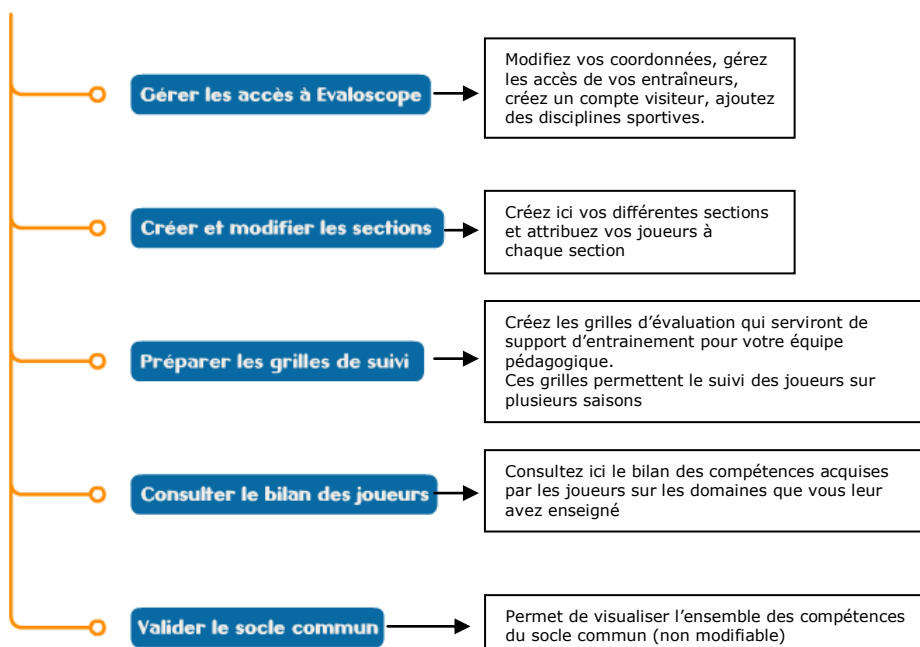 Gérer les accès à Evaloscope
Modifiez vos coordonnées, gérez
les accès de vos entraîneurs,
créez un compte visiteur, ajoutez
des disciplines sportives.
Créer et modifier les sections
Créez ici vos différentes sections
et attribuez vos joueurs à
chaque section
Préparer les grilles de suivi
Créez les grilles d’évaluation qui serviront de
support d’entrainement pour votre équipe
pédagogique.
Ces grilles permettent le suivi des joueurs sur
plusieurs saisons
Consulter le bilan des joueurs
Consultez ici le bilan des compétences acquises
par les joueurs sur les domaines que vous leur
avez enseigné
Valider le socle commun
Permet de visualiser l’ensemble des compétences
du socle commun (non modifiable)